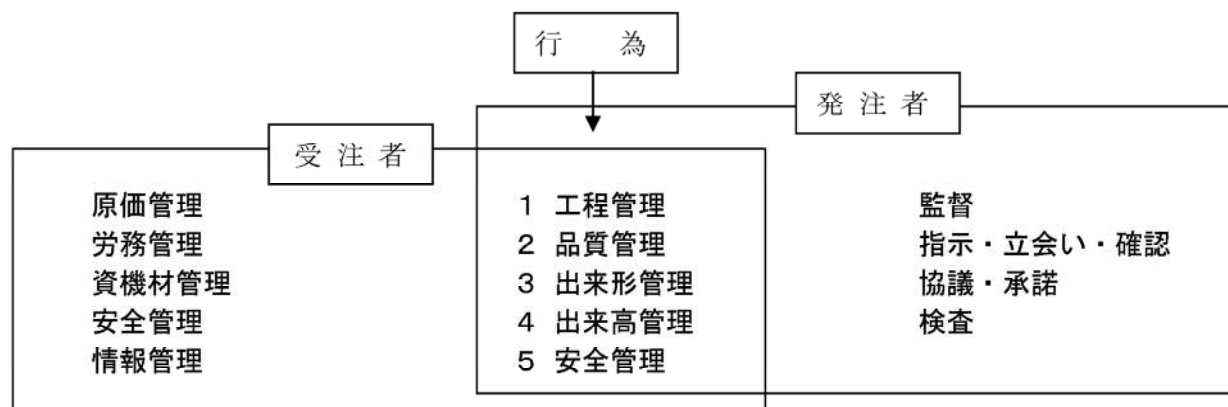 行 為
発 注 者
受 注 者
原価管理
労務管理
資機材管理
安全管理
情報管理
1 工程管理
2 品質管理
3 出来形管理
4 出来高管理
5 安全管理
監督
指示・立会い・確認
協議・承諾
検査